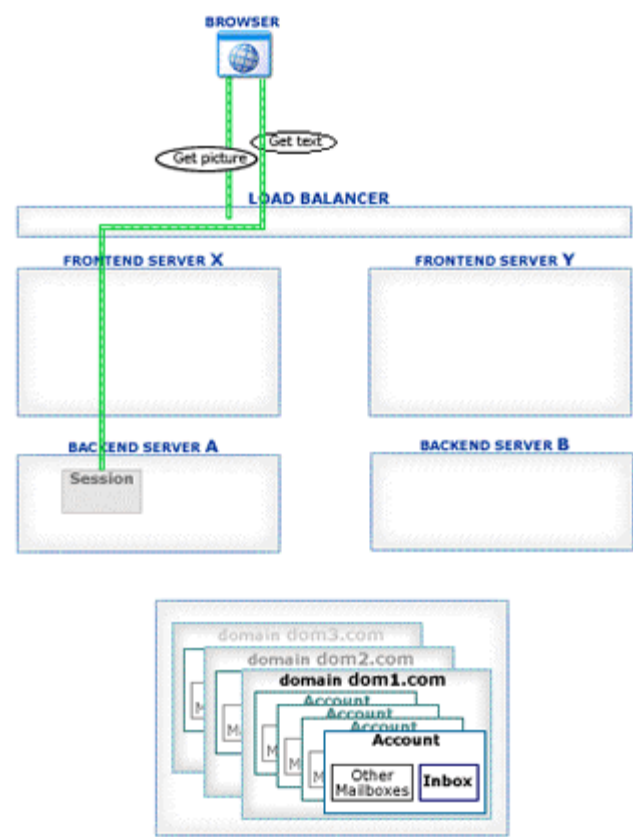 BROWSER
Get text
Get picture
LOAD BALANCER
FRONTEND SERVER X
FRONTEND SERVER Y
BACKEND SERVER A
BACKEND SERVER B
Session
domain dom3.com
domain dom2.com
domain dom1.com
Account
Account
Account
Account
Other
Mailboxes
Inbox